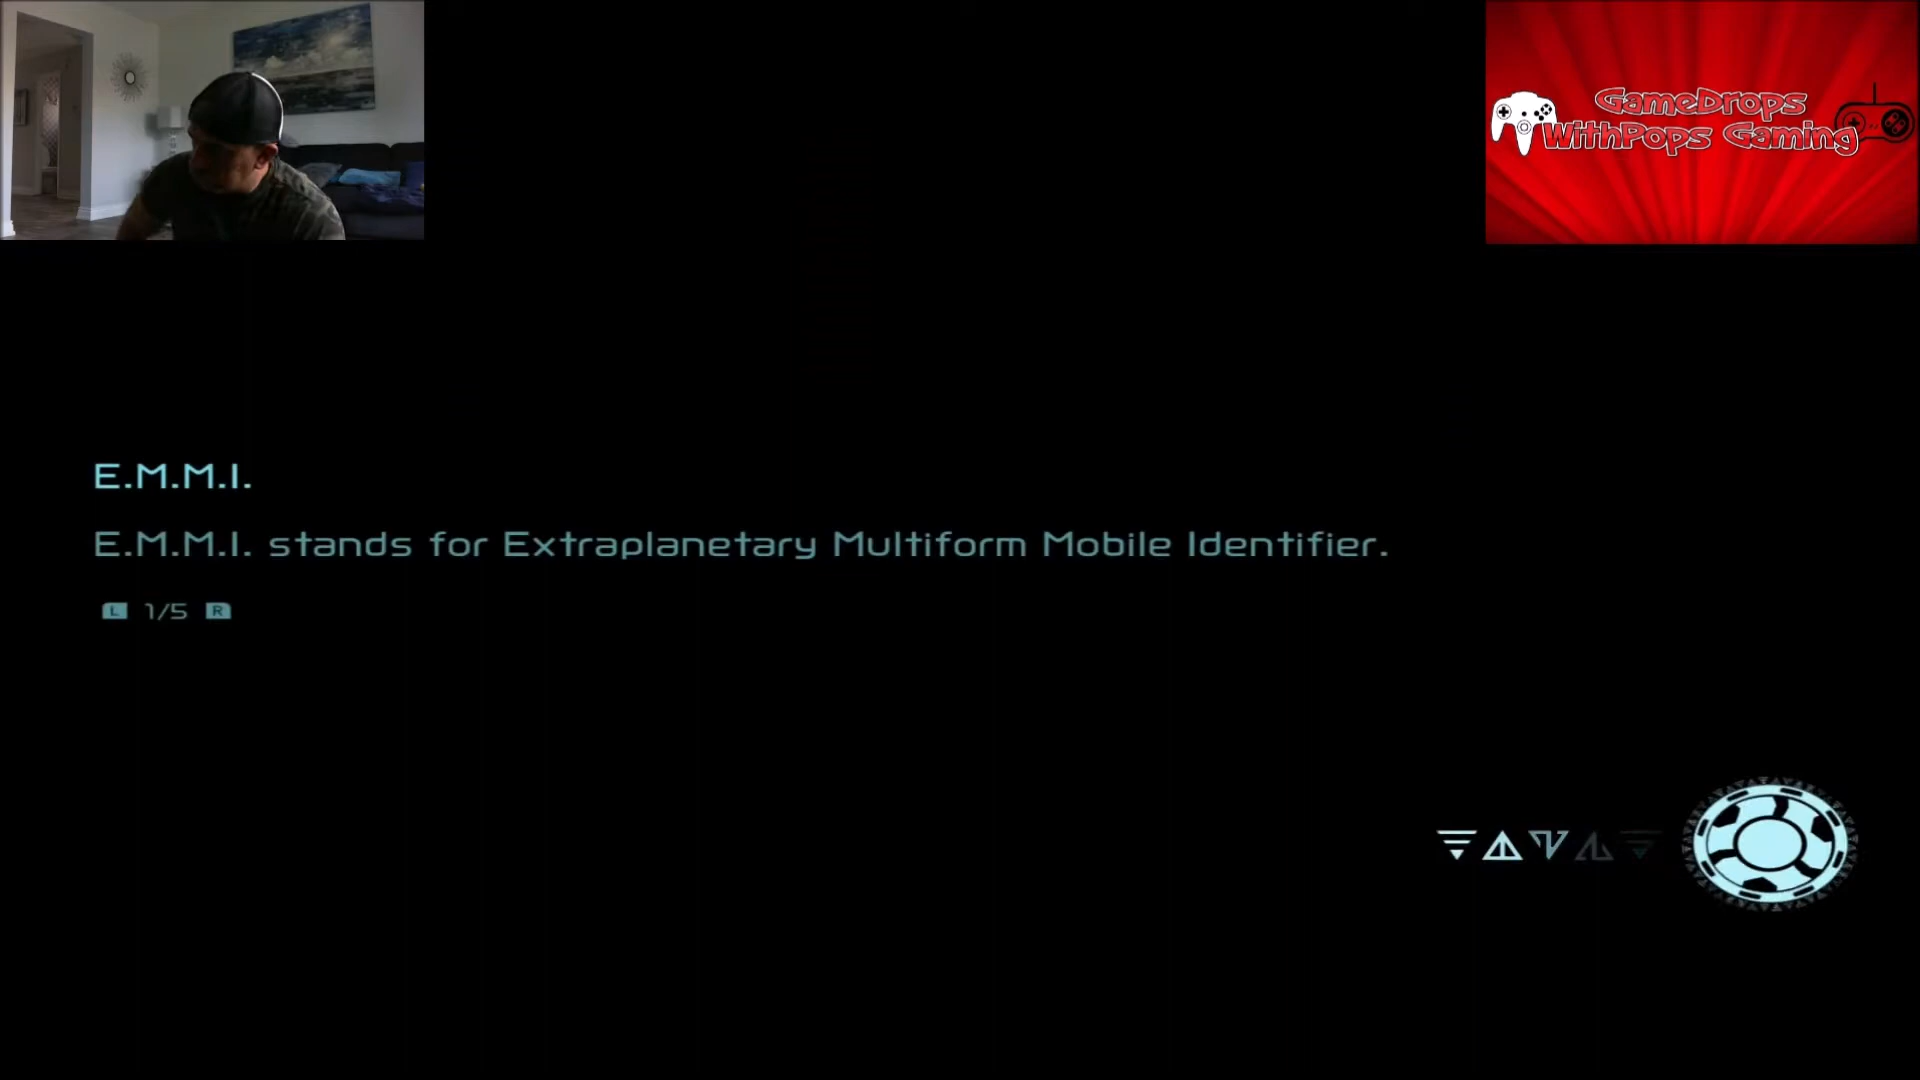 GameDrops
WithPops Gaming
E.M.M.I.
E.M.M.I. stands for Extraplanetary Multiform Mobile Identifier.
L 1/5 R